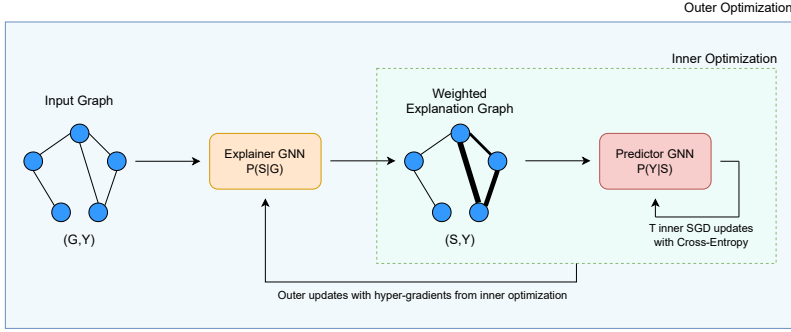 Outer Optimization
Inner Optimization
Input Graph
Weighted
Explanation Graph
Explainer GNN
P(S|G)
Predictor GNN
P(Y|S)
(G,Y)
(S,Y)
T inner SGD updates
with Cross-Entropy
Outer updates with hyper-gradients from inner optimization